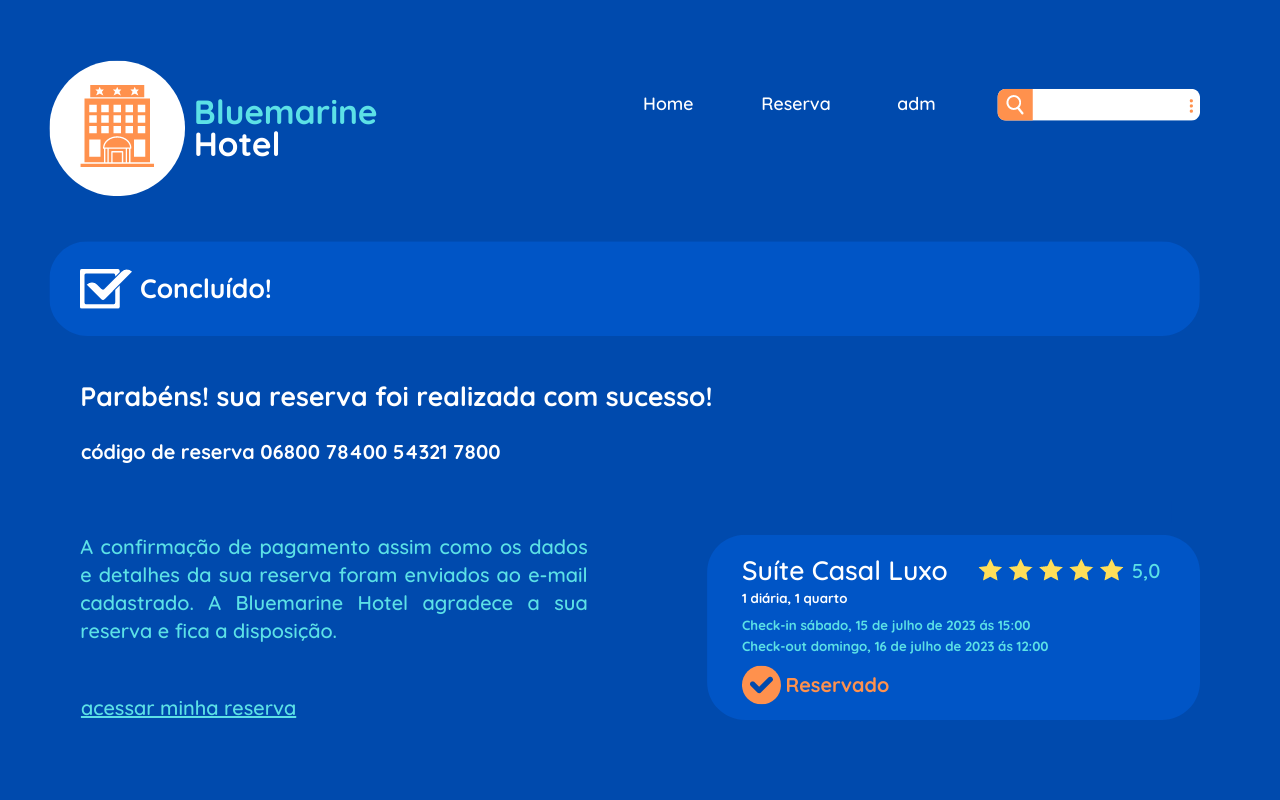 Bluemarine
Hotel
Home
Reserva
adm
Concluído!
Parabéns! sua reserva foi realizada com sucesso!
código de reserva 06800 78400 54321 7800
A confirmação de pagamento assim como os dados
e detalhes da sua reserva foram enviados ao e-mail
cadastrado. A Bluemarine Hotel agradece a sua
reserva e fica a disposição.
acessar minha reserva
Suíte Casal Luxo
5,0
1 diária, 1 quarto
Check-in sábado, 15 de julho de 2023 ás 15:00
Check-out domingo, 16 de julho de 2023 ás 12:00
Reservado